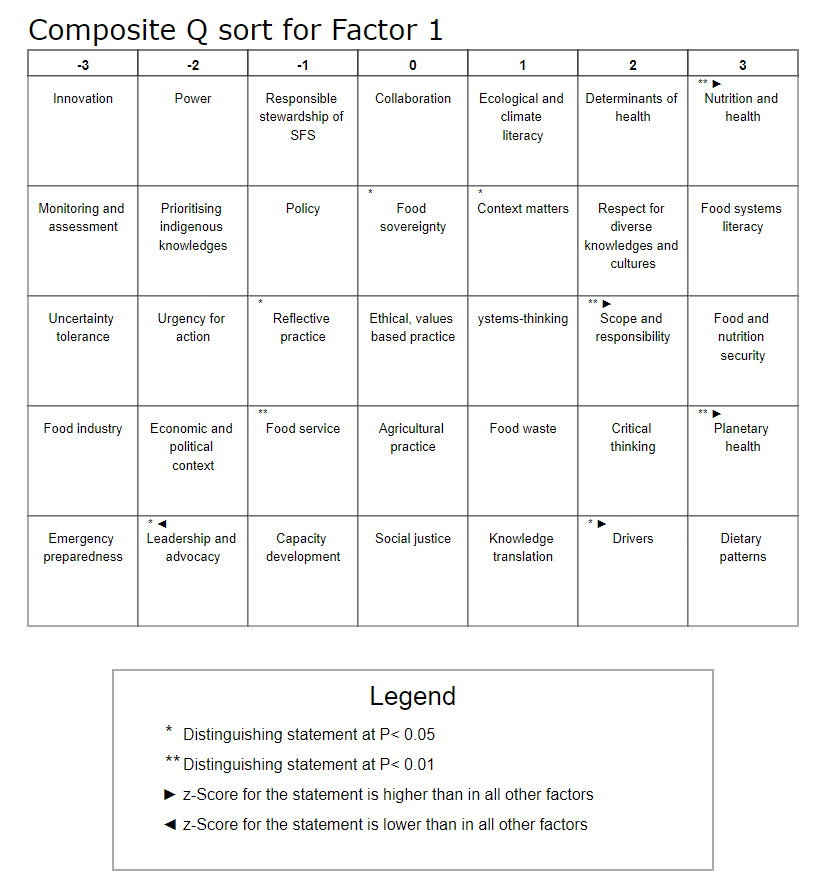 Composite Q sort for Factor 1
-3 -2 -1 0 1 2 3
** ►
Innovation Power Responsible Collaboration Ecological and Determinants of Nutrition and
stewardship of climate health health
SFS literacy
* *
Monitoring and Prioritising Policy Food Context matters Respect for Food systems
assessment indigenous sovereignty diverse literacy
knowledges knowledges and
cultures
* ** ►
Uncertainty Urgency for Reflective Ethical, values ystems-thinking Scope and Food and
tolerance action practice based practice responsibility nutrition
security
** ** ►
Food industry Economic and Food service Agricultural Food waste Critical Planetary
political practice thinking health
context
* ◄ * ►
Emergency Leadership and Capacity Social justice Knowledge Drivers Dietary
preparedness advocacy development translation patterns
Legend
* Distinguishing statement at P< 0.05
** Distinguishing statement at P< 0.01
► z-Score for the statement is higher than in all other factors
◄ z-Score for the statement is lower than in all other factors